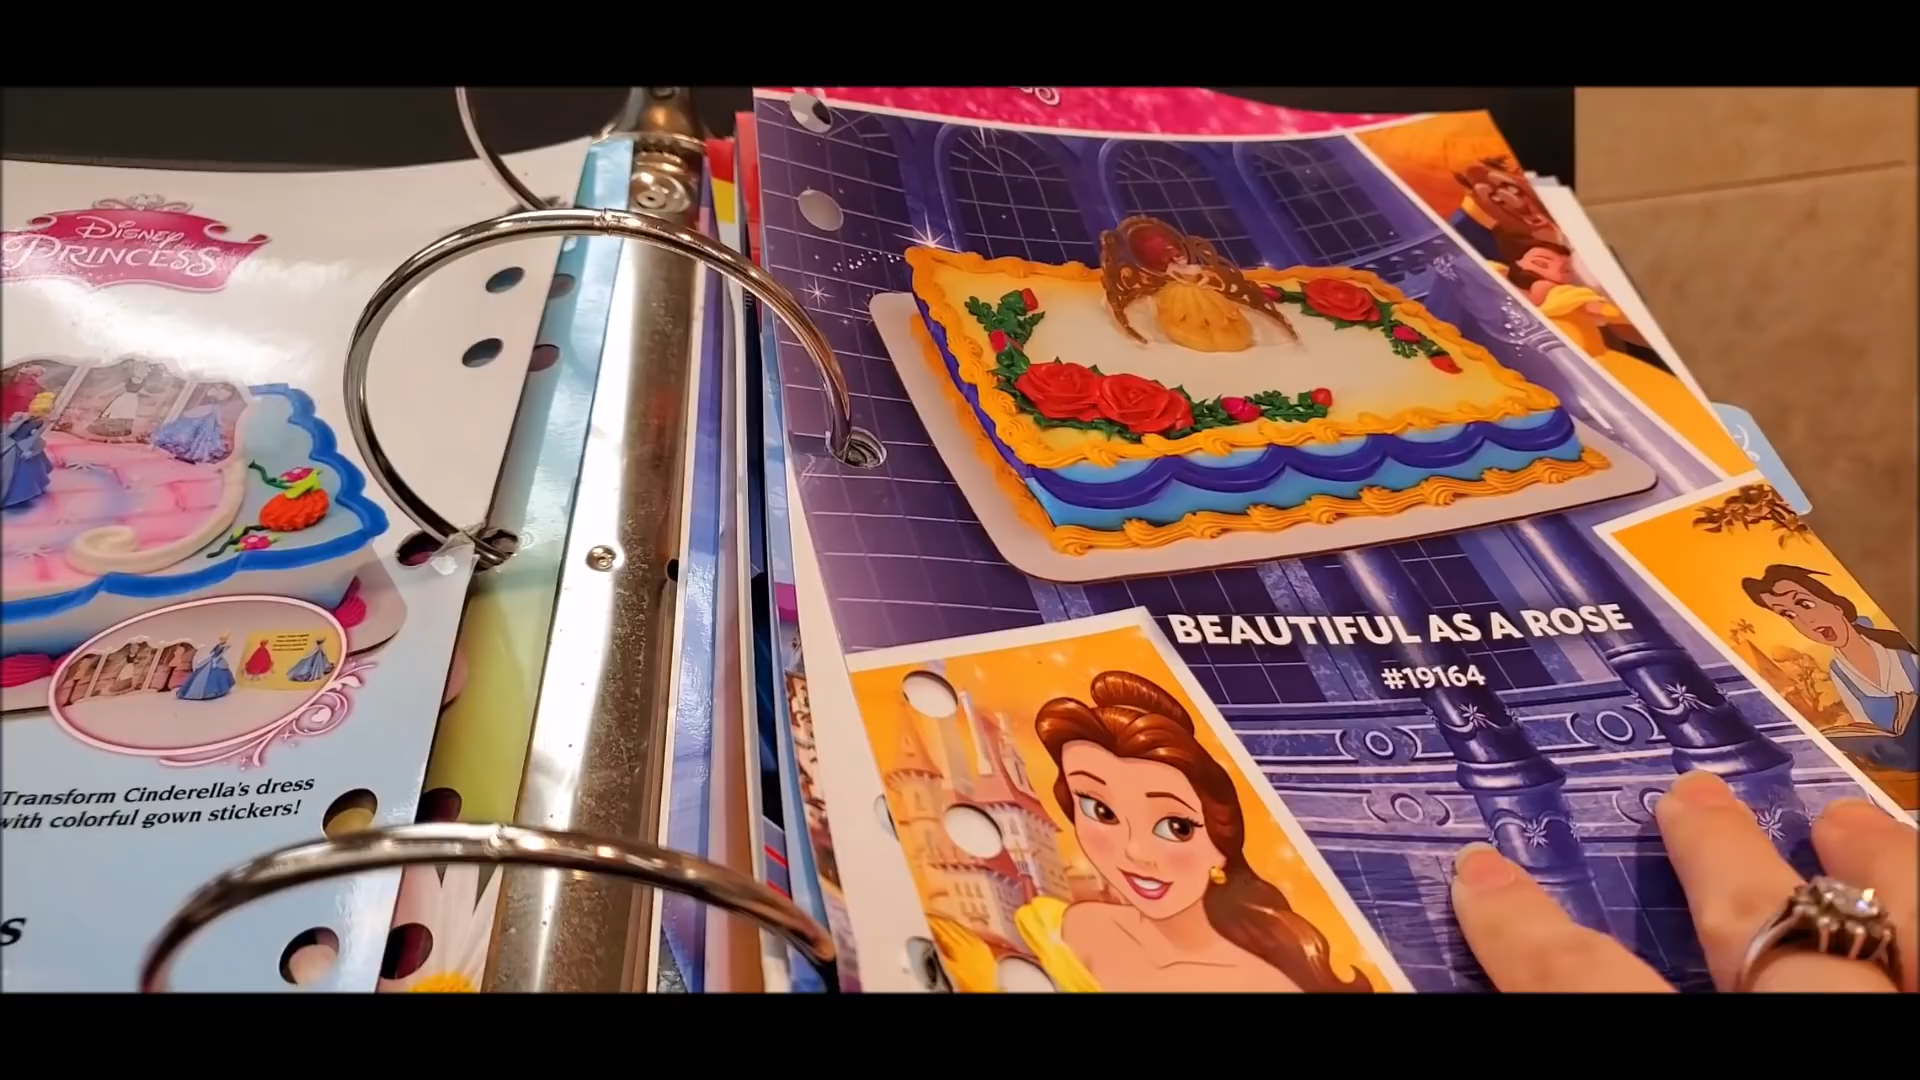 DISNEY
PRINCESS
Transform Cinderella's dress
with colorful gown stickers!
s
BEAUTIFUL AS A ROSE
#19164